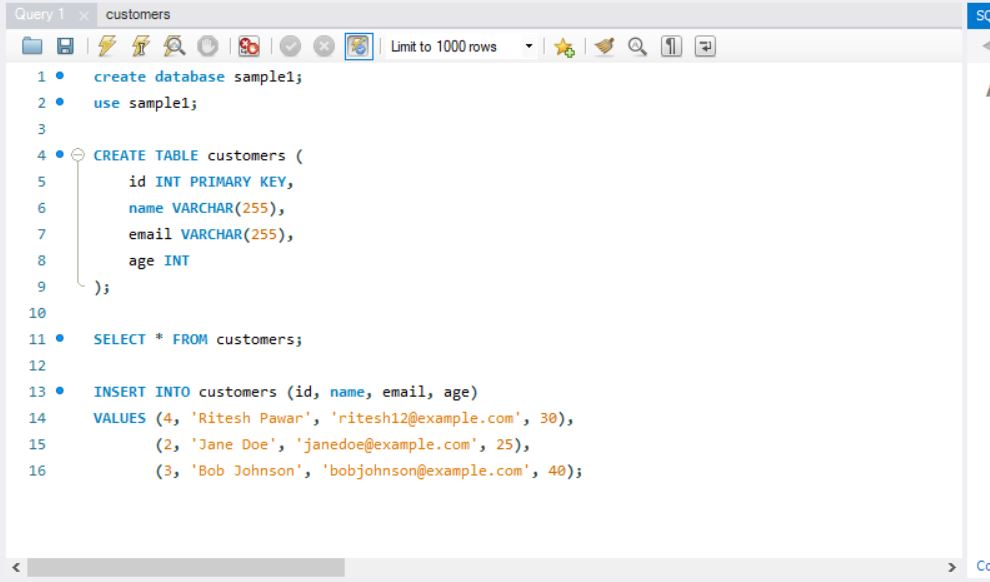 Query 1 × customers
Limit to 1000 rows
1 create database sample1;
2 use sample1;
3
4 CREATE TABLE customers (
5 id INT PRIMARY KEY,
6 name VARCHAR(255),
7 email VARCHAR(255),
8 age INT
9 );
10
11 SELECT * FROM customers;
12
13 INSERT INTO customers (id, name, email, age)
14 VALUES (4, 'Ritesh Pawar', 'ritesh12@example.com', 30),
15 (2, 'Jane Doe', 'janedoe@example.com', 25),
16 (3, 'Bob Johnson', 'bobjohnson@example.com', 40);